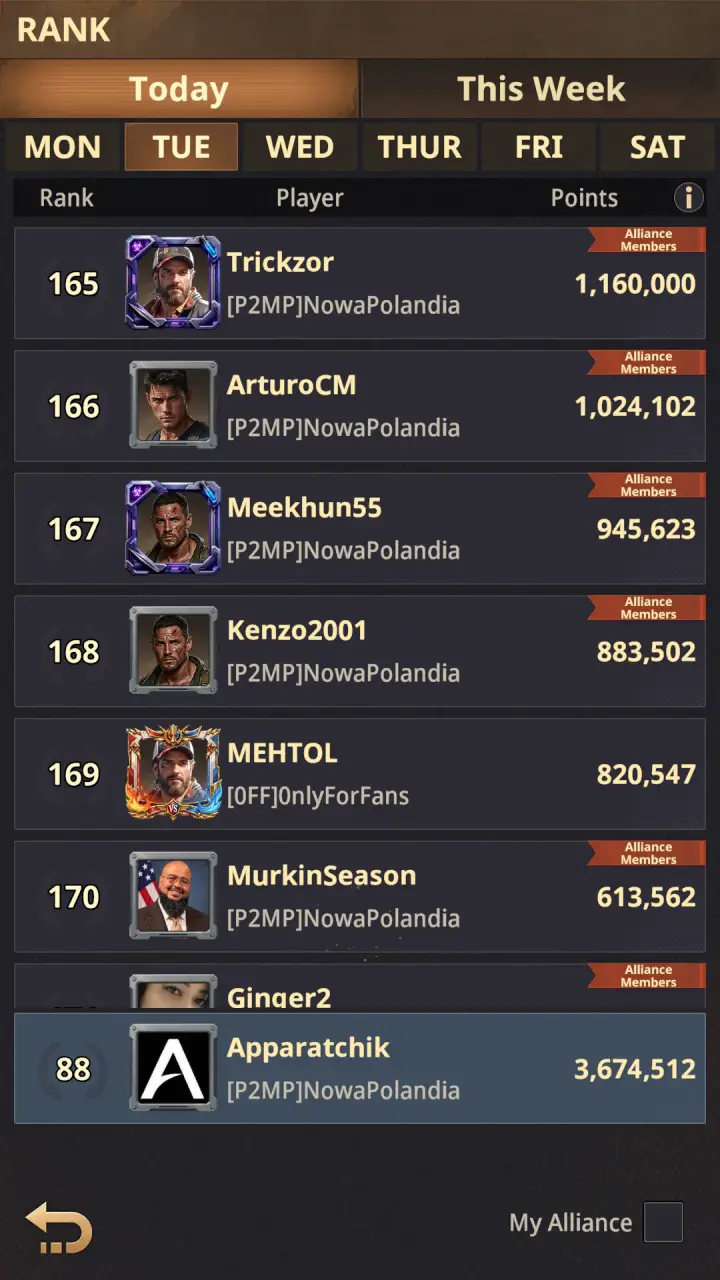 RANK
Today
This Week
MON
TUE
WED
THUR
FRI
SAT
Rank
Player
Points
i
Alliance
Members
165
Trickzor
[P2MP]NowaPolandia
1,160,000
Alliance
Members
166
ArturoCM
[P2MP]NowaPolandia
1,024,102
Alliance
Members
167
Meekhun55
[P2MP]NowaPolandia
945,623
Alliance
Members
168
Kenzo2001
[P2MP]NowaPolandia
883,502
169
MEHTOL
[0FF]0nlyForFans
820,547
VS
Alliance
Members
170
MurkinSeason
[P2MP]NowaPolandia
613,562
Alliance
Members
Ginger2
88
Apparatchik
[P2MP]NowaPolandia
3,674,512
My Alliance